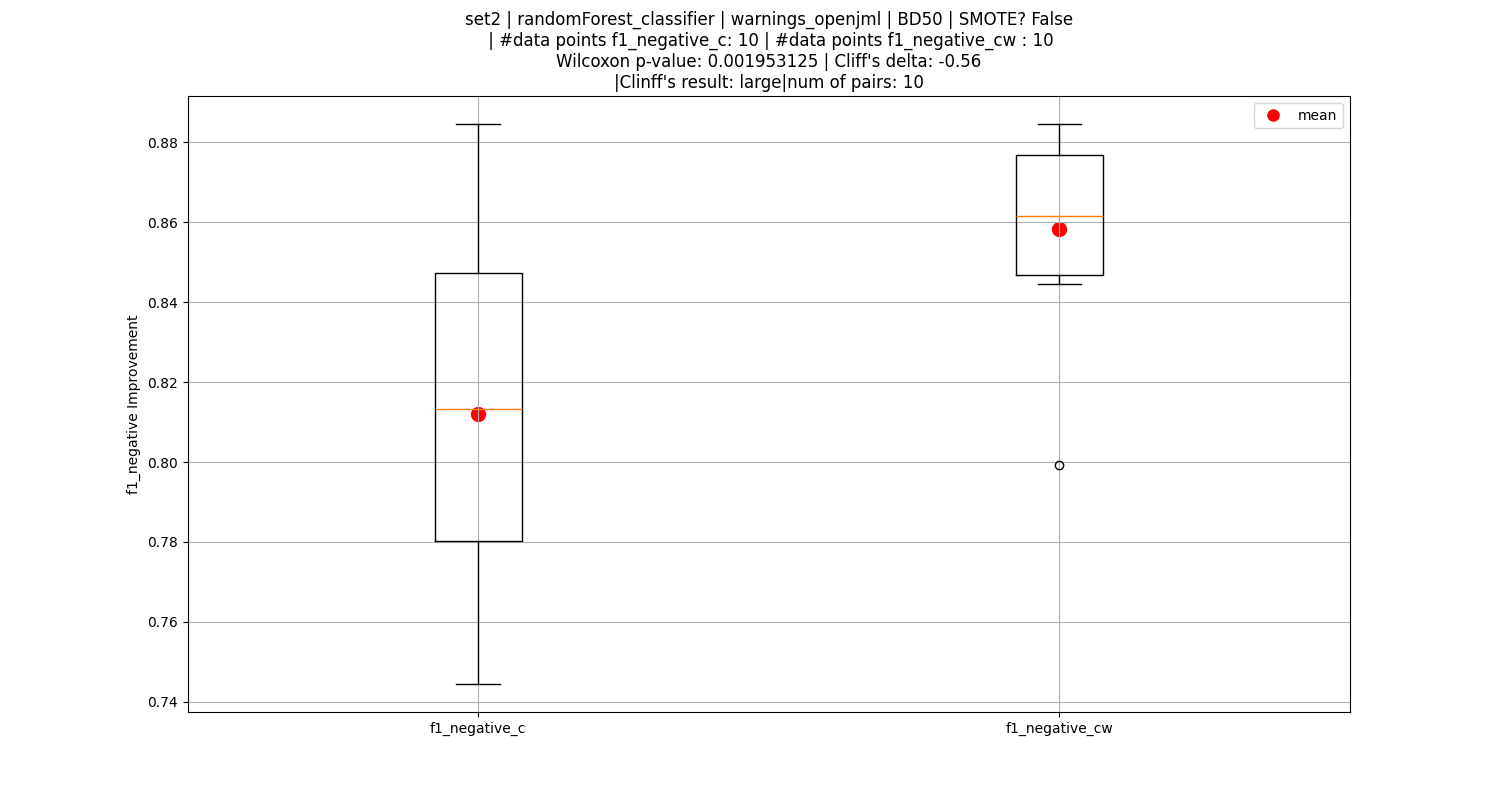 set2 | randomForest_classifier | warnings_openjml | BD50 | SMOTE? False
| #data points f1_negative_c: 10 | #data points f1_negative_cw : 10
Wilcoxon p-value: 0.001953125 | Cliff's delta: -0.56
|Clinff's result: large|num of pairs: 10
mean
0.88
0.86
0.84
0.82
0.80
0.78
0.76
0.74
f1_negative Improvement
f1_negative_c
f1_negative_cw